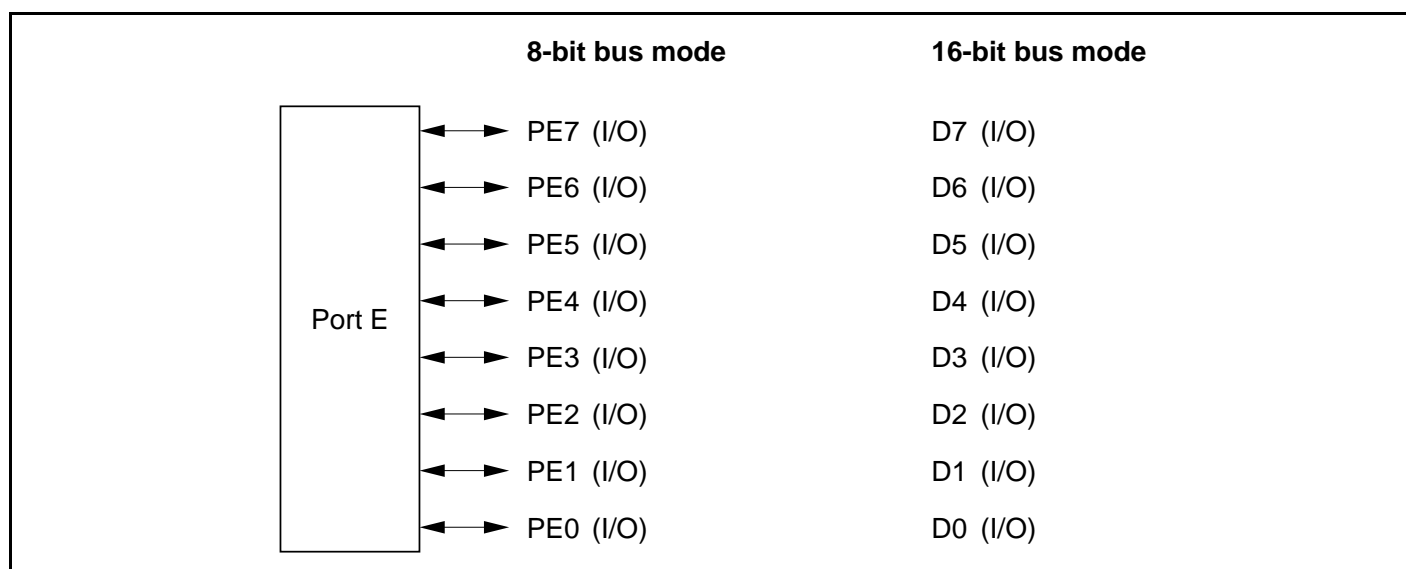 8-bit bus mode 16-bit bus mode
PE7 (I/O) D7 (I/O)
PE6 (I/O) D6 (I/O)
PE5 (I/O) D5 (I/O)
PE4 (I/O) D4 (I/O)
Port E
PE3 (I/O) D3 (I/O)
PE2 (I/O) D2 (I/O)
PE1 (I/O) D1 (I/O)
PE0 (I/O) D0 (I/O)